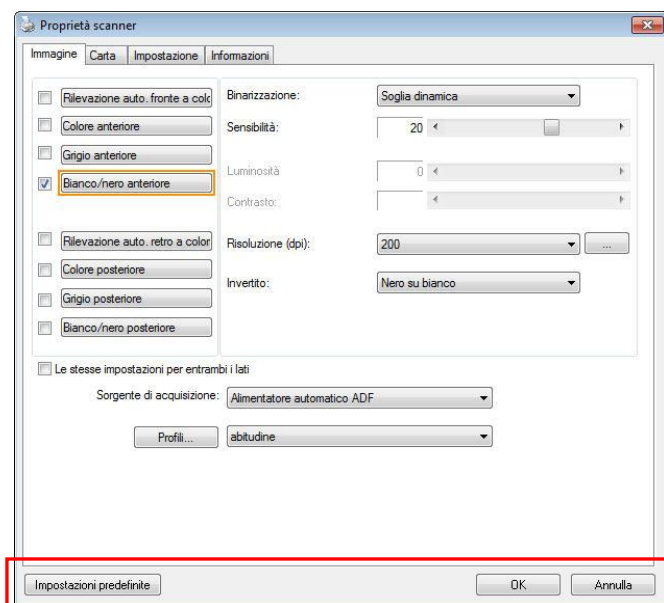 Proprietà scanner
Immagine Carta Impostazione Informazioni
Rilevazione auto. fronte a colo Binarizzazione: Soglia dinamica
Colore anteriore Sensibilità: 20
Grigio anteriore
Luminosità 0
Bianco/nero anteriore
Contrasto:
Rilevazione auto. retro a color Risoluzione (dpi): 200 ...
Colore posteriore
Invertito: Nero su bianco
Grigio posteriore
Bianco/nero posteriore
Le stesse impostazioni per entrambi i lati
Sorgente di acquisizione: Alimentatore automatico ADF
Profili... abitudine
Impostazioni predefinite OK Annulla